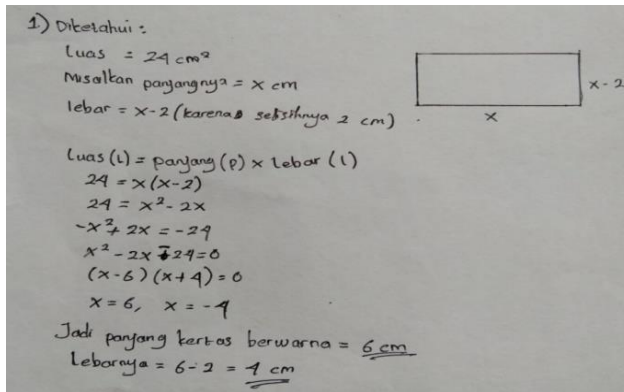 1.) Diketahui :
Luas = 24 cm²
Misalkan panjangnya = x cm
lebar = x-2 (karena selisihnya 2 cm)
x - 2
x
Luas (L) = panjang (p) x lebar (l)
24 = x(x-2)
24 = x² - 2x
-x² + 2x = -24
x² - 2x - 24 = 0
(x-6) (x+4) = 0
x = 6, x = -4
Jadi panjang kertas berwarna = 6 cm
Lebarnya = 6 - 2 = 4 cm